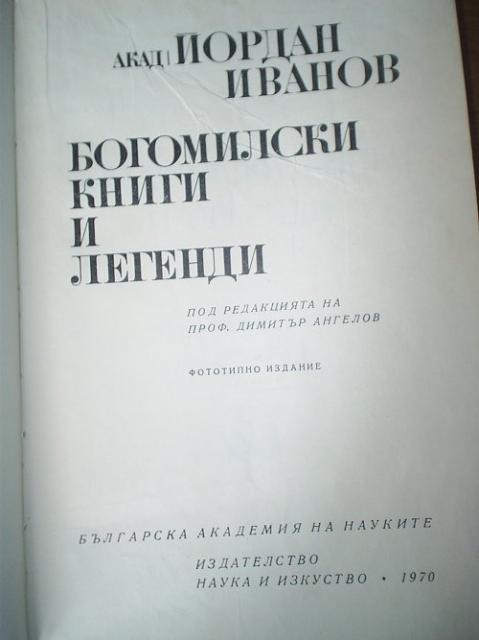 АКАД| ЙОРДАН
ИВАНОВ
БОГОМИЛСКИ
КНИГИ
И
ЛЕГЕНДИ
ПОД РЕДАКЦИЯТА НА
ПРОФ. ДИМИТЪР АНГЕЛОВ
ФОТОТИПНО ИЗДАНИЕ
БЪЛГАРСКА АКАДЕМИЯ НА НАУКИТЕ
ИЗДАТЕЛСТВО
НАУКА И ИЗКУСТВО • 1970